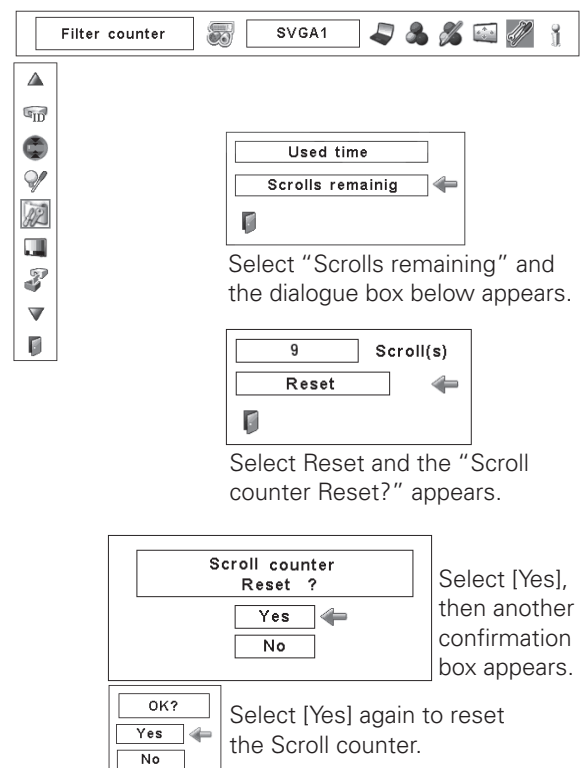 Filter counter SVGA1
ID
Used time
Scrolls remainig
Select “Scrolls remaining” and
the dialogue box below appears.
9 Scroll(s)
Reset
Select Reset and the “Scroll
counter Reset?” appears.
Scroll counter
Reset ?
Yes
No
Select [Yes],
then another
confirmation
box appears.
OK?
Yes
No
Select [Yes] again to reset
the Scroll counter.